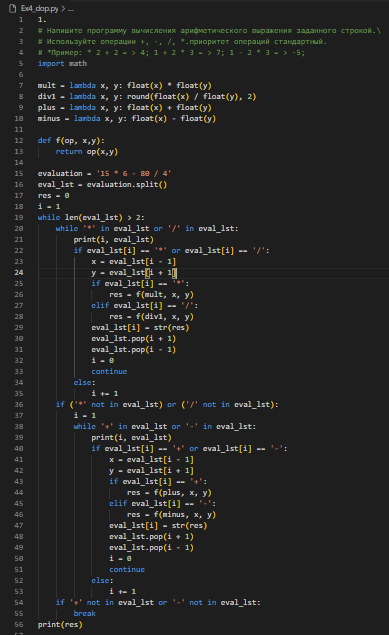 Ex4_dop.py > ...
1 1.
2 # Напишите программу вычисления арифметического выражения заданного строкой.\
3 # Используйте операции +, -, /, *.приоритет операций стандартный.
4 # *Пример: * 2 + 2 = > 4; 1 + 2 * 3 = > 7; 1 - 2 * 3 = > -5;
5 import math
6
7 mult = lambda x, y: float(x) * float(y)
8 div1 = lambda x, y: round(float(x) / float(y), 2)
9 plus = lambda x, y: float(x) + float(y)
10 minus = lambda x, y: float(x) - float(y)
11
12 def f(op, x,y):
13 return op(x,y)
14
15 evaluation = '15 * 6 - 80 / 4'
16 eval_lst = evaluation.split()
17 res = 0
18 i = 1
19 while len(eval_lst) > 2:
20 while '*' in eval_lst or '/' in eval_lst:
21 print(i, eval_lst)
22 if eval_lst[i] == '*' or eval_lst[i] == '/':
23 x = eval_lst[i - 1]
24 y = eval_lst[i + 1]
25 if eval_lst[i] == '*':
26 res = f(mult, x, y)
27 elif eval_lst[i] == '/':
28 res = f(div1, x, y)
29 eval_lst[i] = str(res)
30 eval_lst.pop(i + 1)
31 eval_lst.pop(i - 1)
32 i = 0
33 continue
34 else:
35 i += 1
36 if ('*' not in eval_lst) or ('/' not in eval_lst):
37 i = 1
38 while '+' in eval_lst or '-' in eval_lst:
39 print(i, eval_lst)
40 if eval_lst[i] == '+' or eval_lst[i] == '-':
41 x = eval_lst[i - 1]
42 y = eval_lst[i + 1]
43 if eval_lst[i] == '+':
44 res = f(plus, x, y)
45 elif eval_lst[i] == '-':
46 res = f(minus, x, y)
47 eval_lst[i] = str(res)
48 eval_lst.pop(i + 1)
49 eval_lst.pop(i - 1)
50 i = 0
51 continue
52 else:
53 i += 1
54 if '+' not in eval_lst or '-' not in eval_lst:
55 break
56 print(res)
57